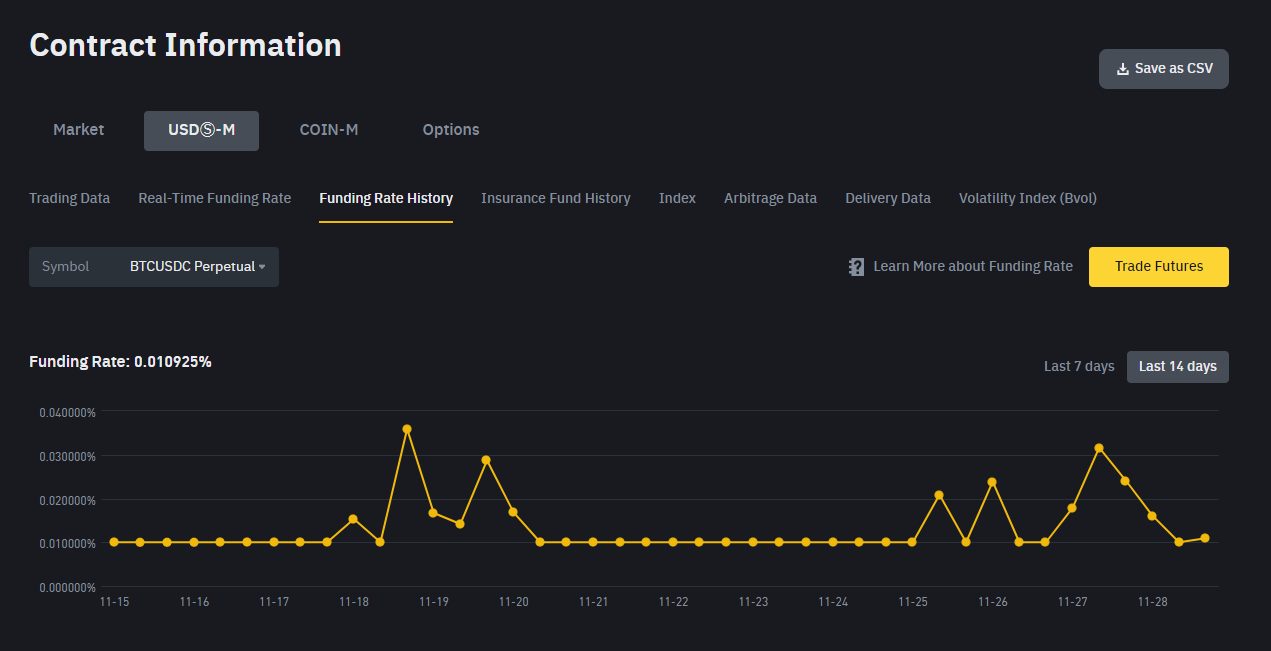 Contract Information
Save as CSV
Market USDⓈ-M COIN-M Options
Trading Data Real-Time Funding Rate Funding Rate History Insurance Fund History Index Arbitrage Data Delivery Data Volatility Index (Bvol)
Symbol BTCUSDC Perpetual Learn More about Funding Rate Trade Futures
Funding Rate: 0.010925% Last 7 days Last 14 days
0.040000%
0.030000%
0.020000%
0.010000%
0.000000%
11-15 11-16 11-17 11-18 11-19 11-20 11-21 11-22 11-23 11-24 11-25 11-26 11-27 11-28